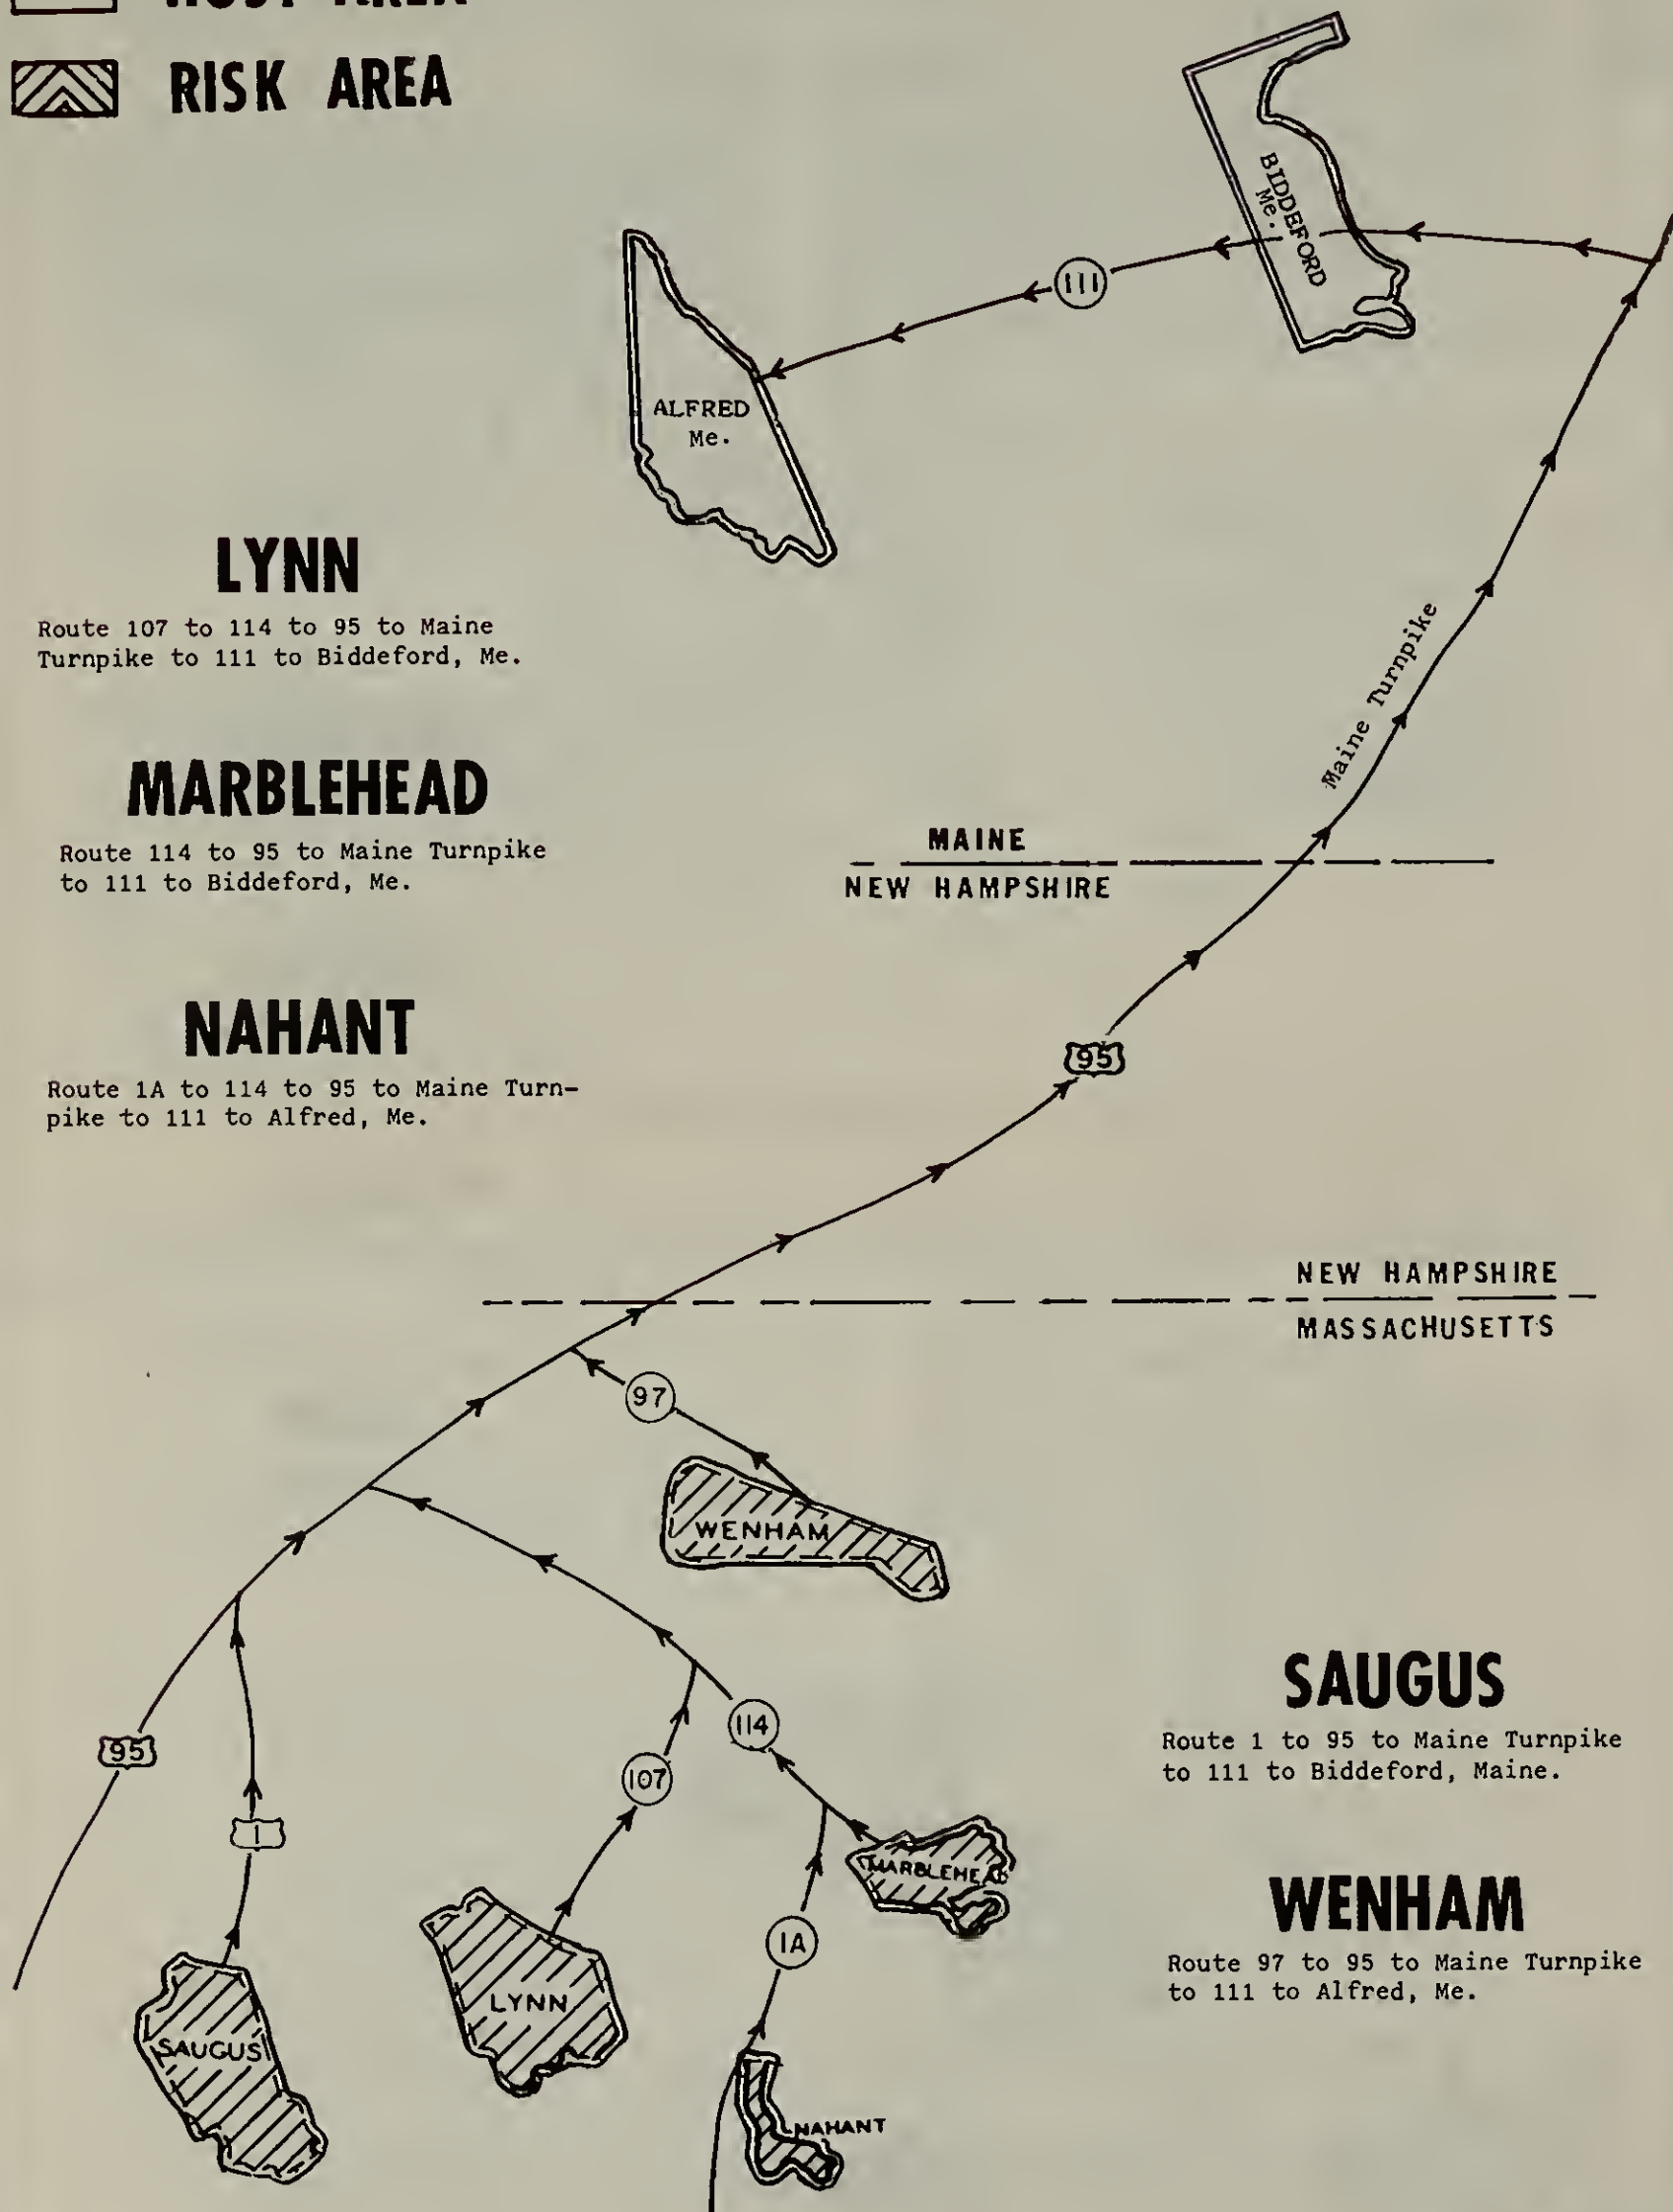 HOST AREA
RISK AREA
BIDDEFORD
Me.
111
ALFRED
Me.
LYNN
Route 107 to 114 to 95 to Maine
Turnpike to 111 to Biddeford, Me.
Maine Turnpike
MARBLEHEAD
Route 114 to 95 to Maine Turnpike
to 111 to Biddeford, Me.
MAINE
NEW HAMPSHIRE
NAHANT
Route 1A to 114 to 95 to Maine Turn-
pike to 111 to Alfred, Me.
95
NEW HAMPSHIRE
MASSACHUSETTS
97
WENHAM
SAUGUS
Route 1 to 95 to Maine Turnpike
to 111 to Biddeford, Maine.
114
95
107
1
MARBLEHEAD
WENHAM
Route 97 to 95 to Maine Turnpike
to 111 to Alfred, Me.
1A
LYNN
SAUGUS
NAHANT